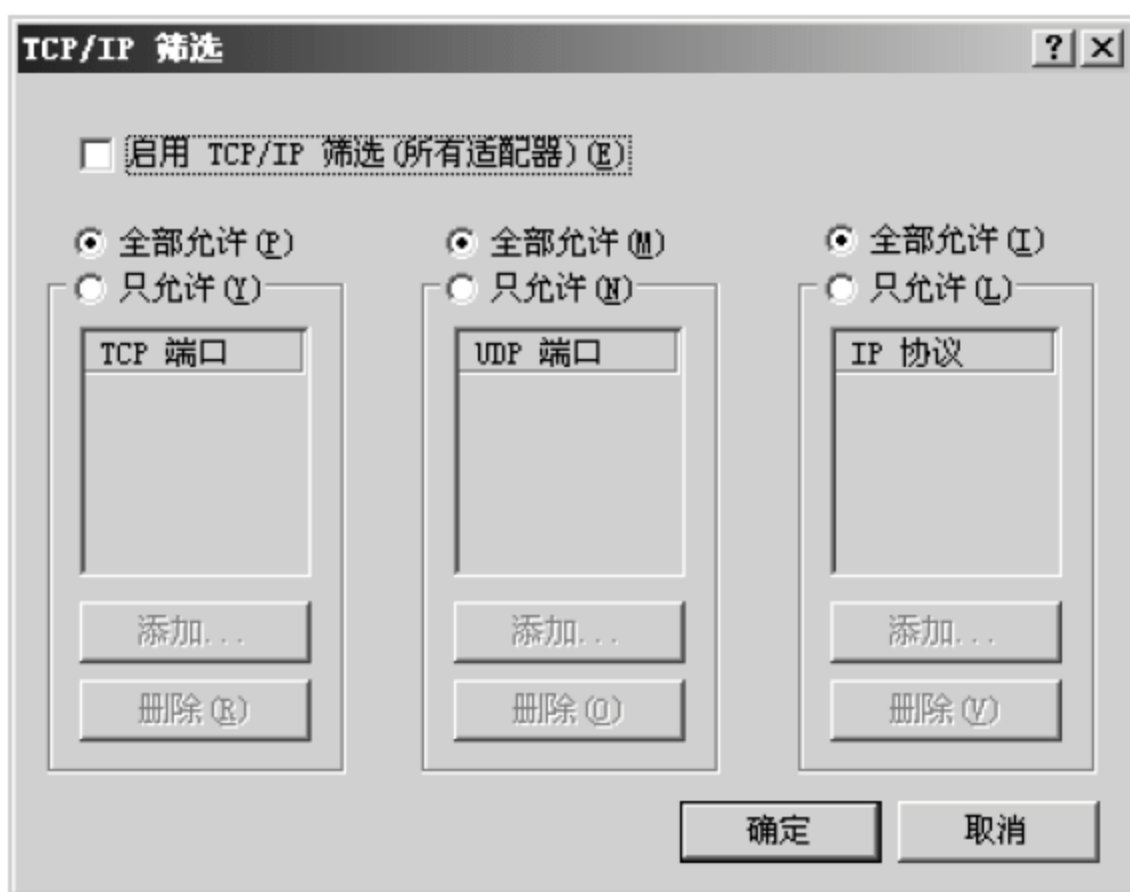 TCP/IP 筛选
启用 TCP/IP 筛选(所有适配器)(E)
全部允许(P)
只允许(Y)
TCP 端口
添加...
删除(R)
全部允许(M)
只允许(N)
UDP 端口
添加...
删除(O)
全部允许(I)
只允许(L)
IP 协议
添加...
删除(V)
确定
取消